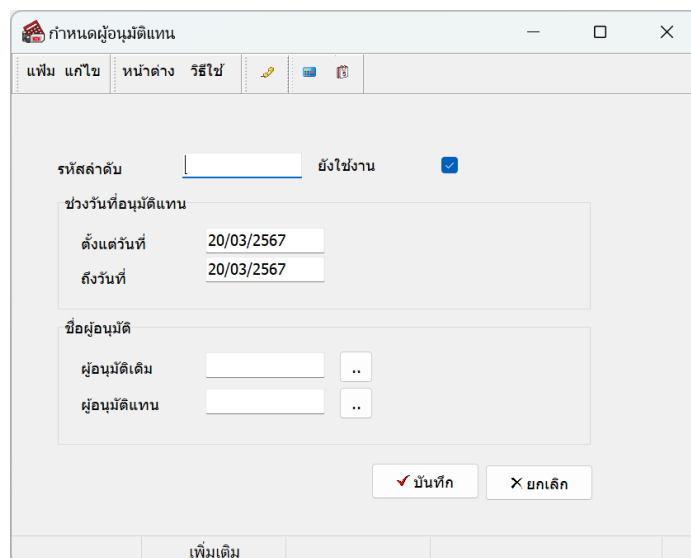 กำหนดผู้อนุมัติแทน
แฟ้ม แก้ไข หน้าต่าง วิธีใช้
รหัสลำดับ ยังใช้งาน
ช่วงวันที่อนุมัติแทน
ตั้งแต่วันที่ 20/03/2567
ถึงวันที่ 20/03/2567
ชื่อผู้อนุมัติ
ผู้อนุมัติเดิม ..
ผู้อนุมัติแทน ..
บันทึก ยกเลิก
เพิ่มเติม